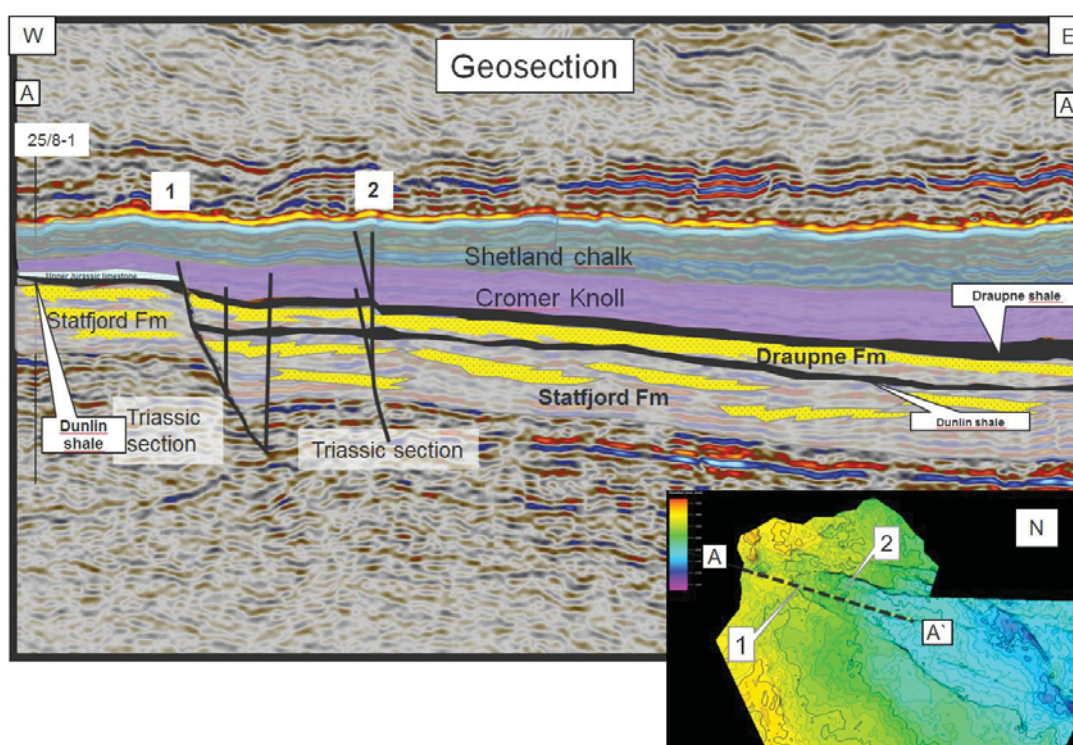 W
Geosection
E
A
A
25/8-1
1
2
Shetland chalk
Upper Jurassic limestone
Cromer Knoll
Draupne shale
Statfjord Fm
Draupne Fm
Statfjord Fm
Dunlin
shale
Triassic
section
Dunlin shale
Triassic section
N
A
2
1
A`